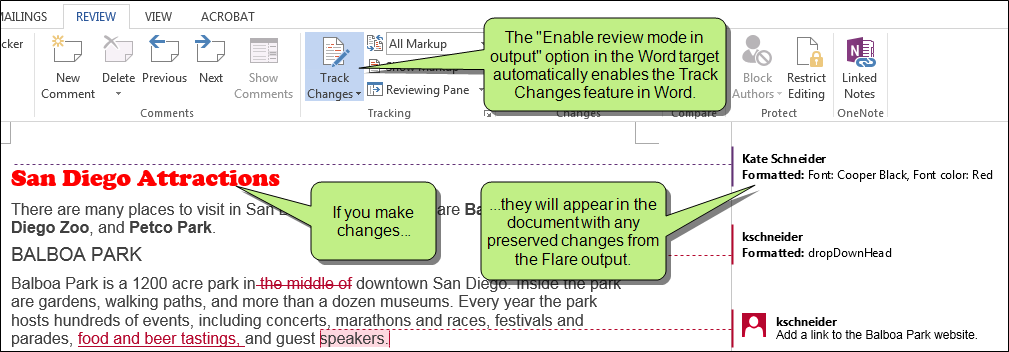 MAILINGS REVIEW VIEW ACROBAT
cker
New
Comment
Delete
Previous
Next
Show
Comments
Comments
Track
Changes
All Markup
Show Markup
Reviewing Pane
Tracking
The "Enable review mode in
output" option in the Word target
automatically enables the Track
Changes feature in Word.
Changes
Compare
Block
Authors
Restrict
Editing
Protect
Linked
Notes
OneNote
San Diego Attractions
There are many places to visit in San D
are Ba
Diego Zoo, and Petco Park.
BALBOA PARK
Balboa Park is a 1200 acre park in the middle of downtown San Diego. Inside the park
are gardens, walking paths, and more than a dozen museums. Every year the park
hosts hundreds of events, including concerts, marathons and races, festivals and
parades, food and beer tastings, and guest speakers.
If you make
changes...
...they will appear in the
document with any
preserved changes from
the Flare output.
Kate Schneider
Formatted: Font: Cooper Black, Font color: Red
kschneider
Formatted: dropDownHead
kschneider
Add a link to the Balboa Park website.